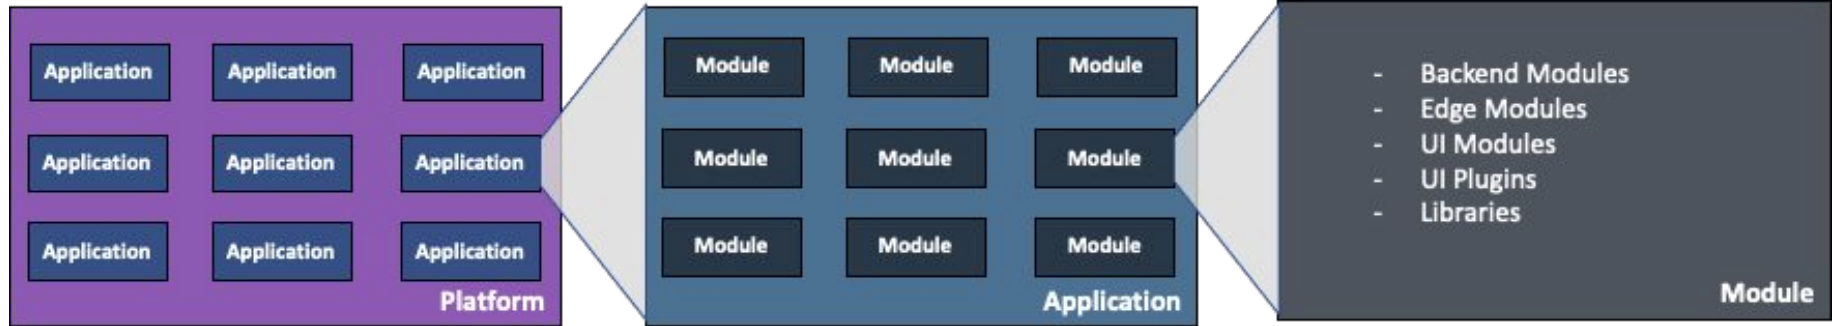 Application Application Application
Application Application Application
Application Application Application
Platform
Module Module Module
Module Module Module
Module Module Module
Application
- Backend Modules
- Edge Modules
- UI Modules
- UI Plugins
- Libraries
Module